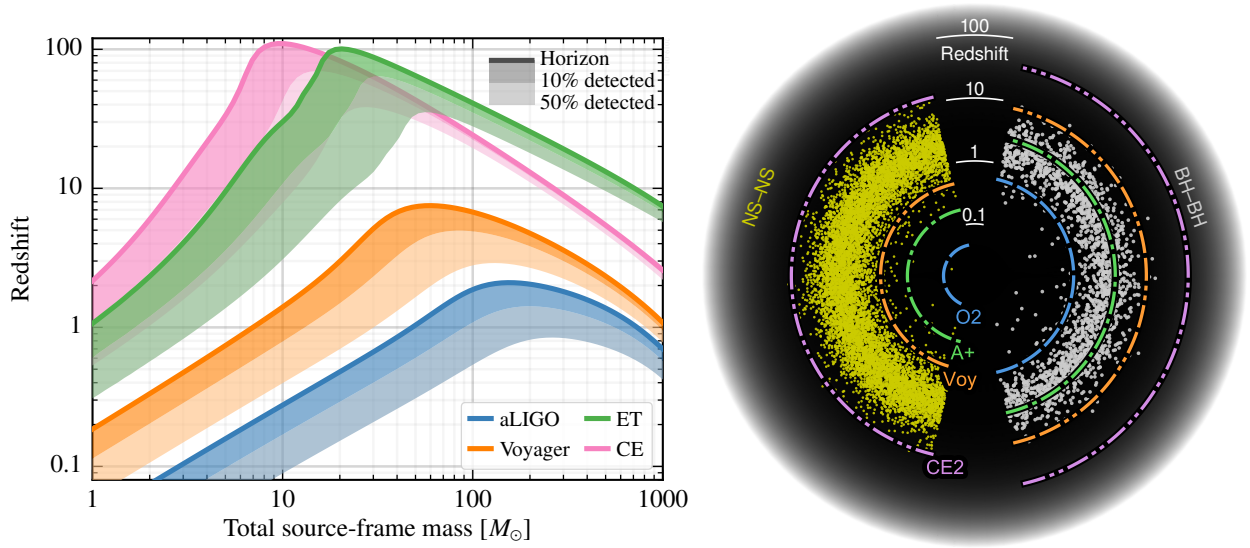 100
10
1
0.1
Redshift
1
10
100
1000
Total source-frame mass [M⊙]
Horizon
10% detected
50% detected
aLIGO
Voyager
ET
CE
100
Redshift
10
1
0.1
NS–NS
BH–BH
O2
A+
Voy
CE2